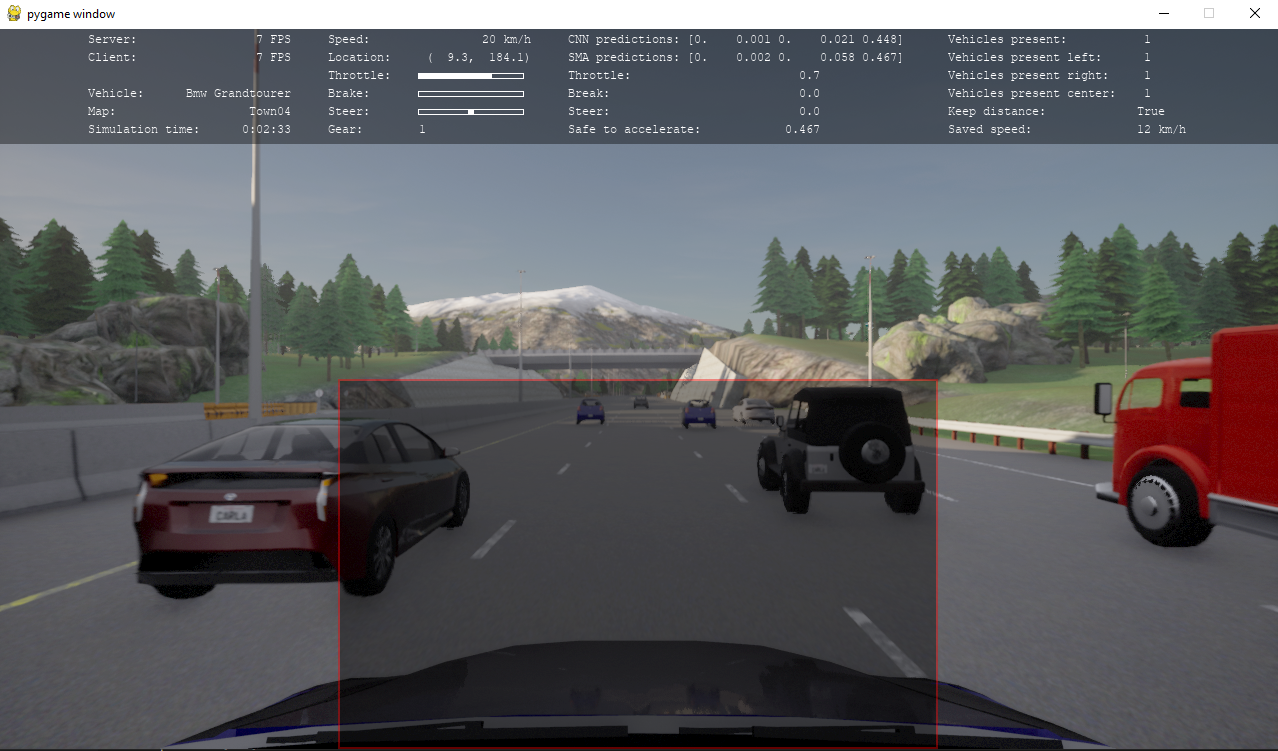 pygame window
Server: 7 FPS Speed: 20 km/h CNN predictions: [0. 0.001 0. 0.021 0.448] Vehicles present: 1
Client: 7 FPS Location: ( 9.3, 184.1) SMA predictions: [0. 0.002 0. 0.058 0.467] Vehicles present left: 1
Throttle: Throttle: 0.7 Vehicles present right: 1
Vehicle: Bmw Grandtourer Brake: Break: 0.0 Vehicles present center: 1
Map: Town04 Steer: Steer: 0.0 Keep distance: True
Simulation time: 0:02:33 Gear: 1 Safe to accelerate: 0.467 Saved speed: 12 km/h
CARLA